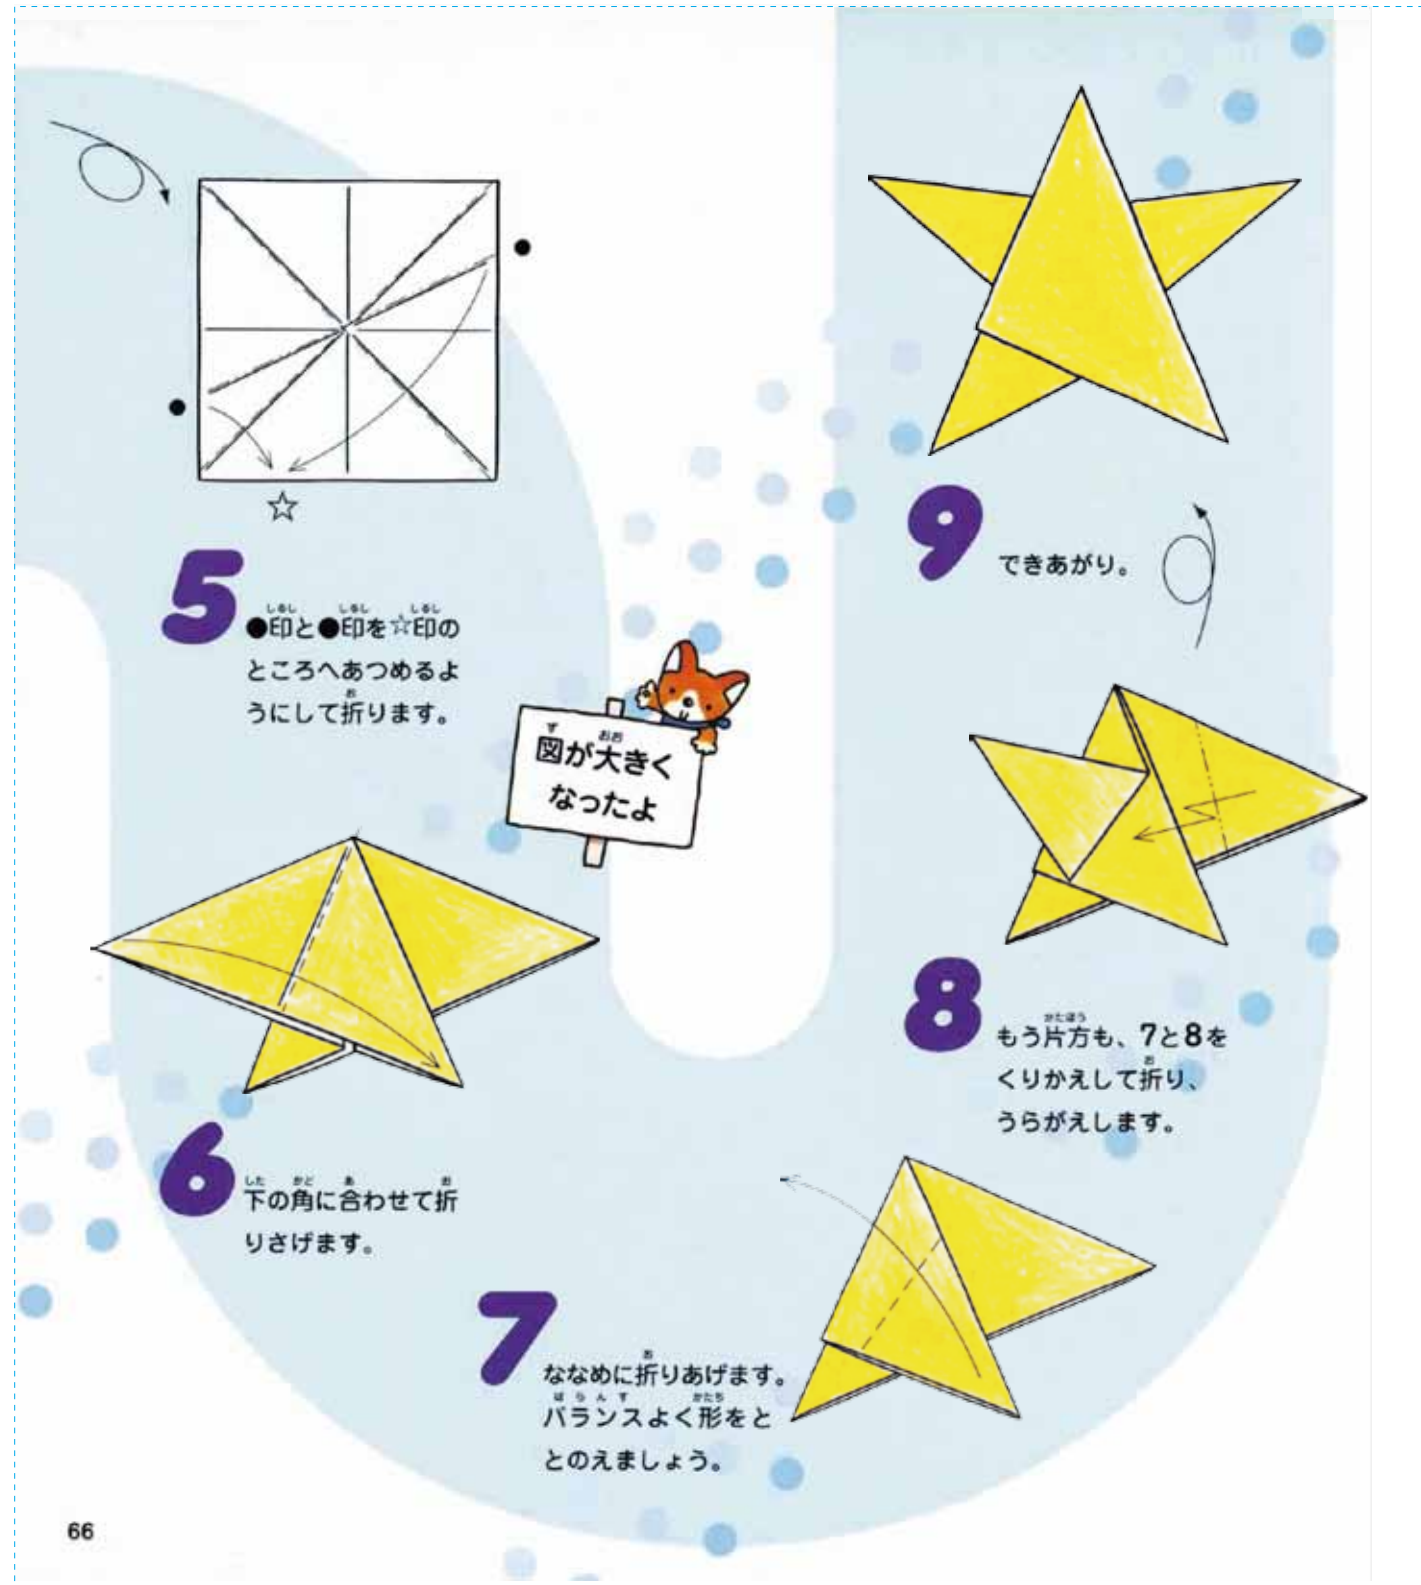 5
●印と●印を☆印の
ところへあつめるよ
うにして折ります。
図が大きく
なったよ
6
下の角に合わせて折
りさげます。
7
ななめに折りあげます。
バランスよく形をと
とのえましょう。
8
もう片方も、7と8を
くりかえして折り、
うらがえします。
9
できあがり。
66